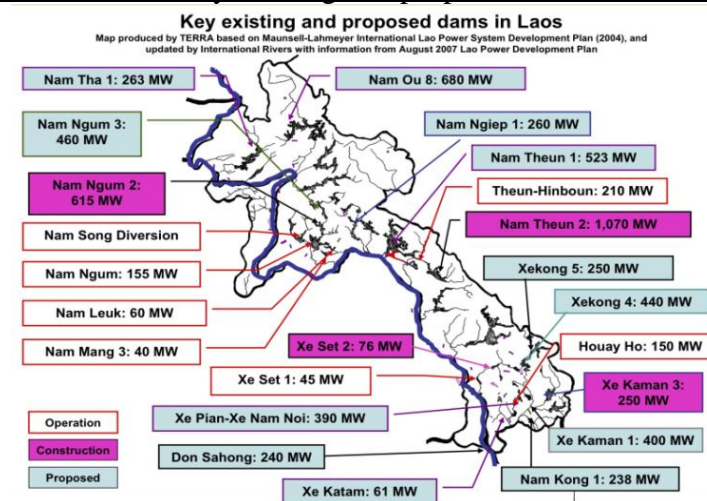 Key existing and proposed dams in Laos
Map produced by TERRA based on Maunsell-Lahmeyer International Lao Power System Development Plan (2004), and
updated by International Rivers with information from August 2007 Lao Power Development Plan
Nam Tha 1: 263 MW
Nam Ou 8: 680 MW
Nam Ngum 3:
460 MW
Nam Ngiep 1: 260 MW
Nam Theun 1: 523 MW
Nam Ngum 2:
615 MW
Theun-Hinboun: 210 MW
Nam Theun 2: 1,070 MW
Nam Song Diversion
Xekong 5: 250 MW
Nam Ngum: 155 MW
Xekong 4: 440 MW
Nam Leuk: 60 MW
Houay Ho: 150 MW
Xe Set 2: 76 MW
Nam Mang 3: 40 MW
Xe Set 1: 45 MW
Xe Kaman 3:
250 MW
Operation
Xe Pian-Xe Nam Noi: 390 MW
Construction
Xe Kaman 1: 400 MW
Don Sahong: 240 MW
Proposed
Nam Kong 1: 238 MW
Xe Katam: 61 MW